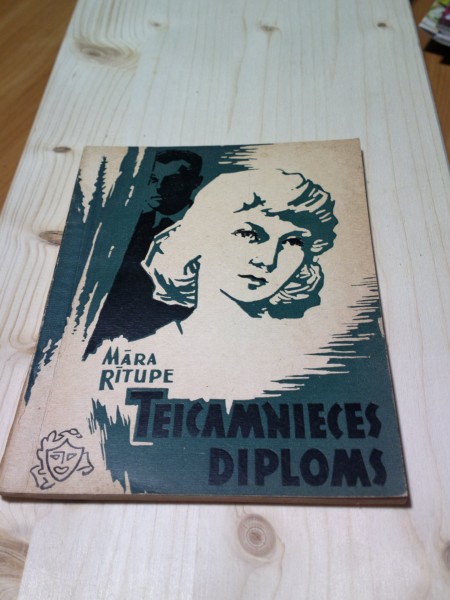 MĀRA
RĪTUPE
TEICAMNIECES
DIPLOMS